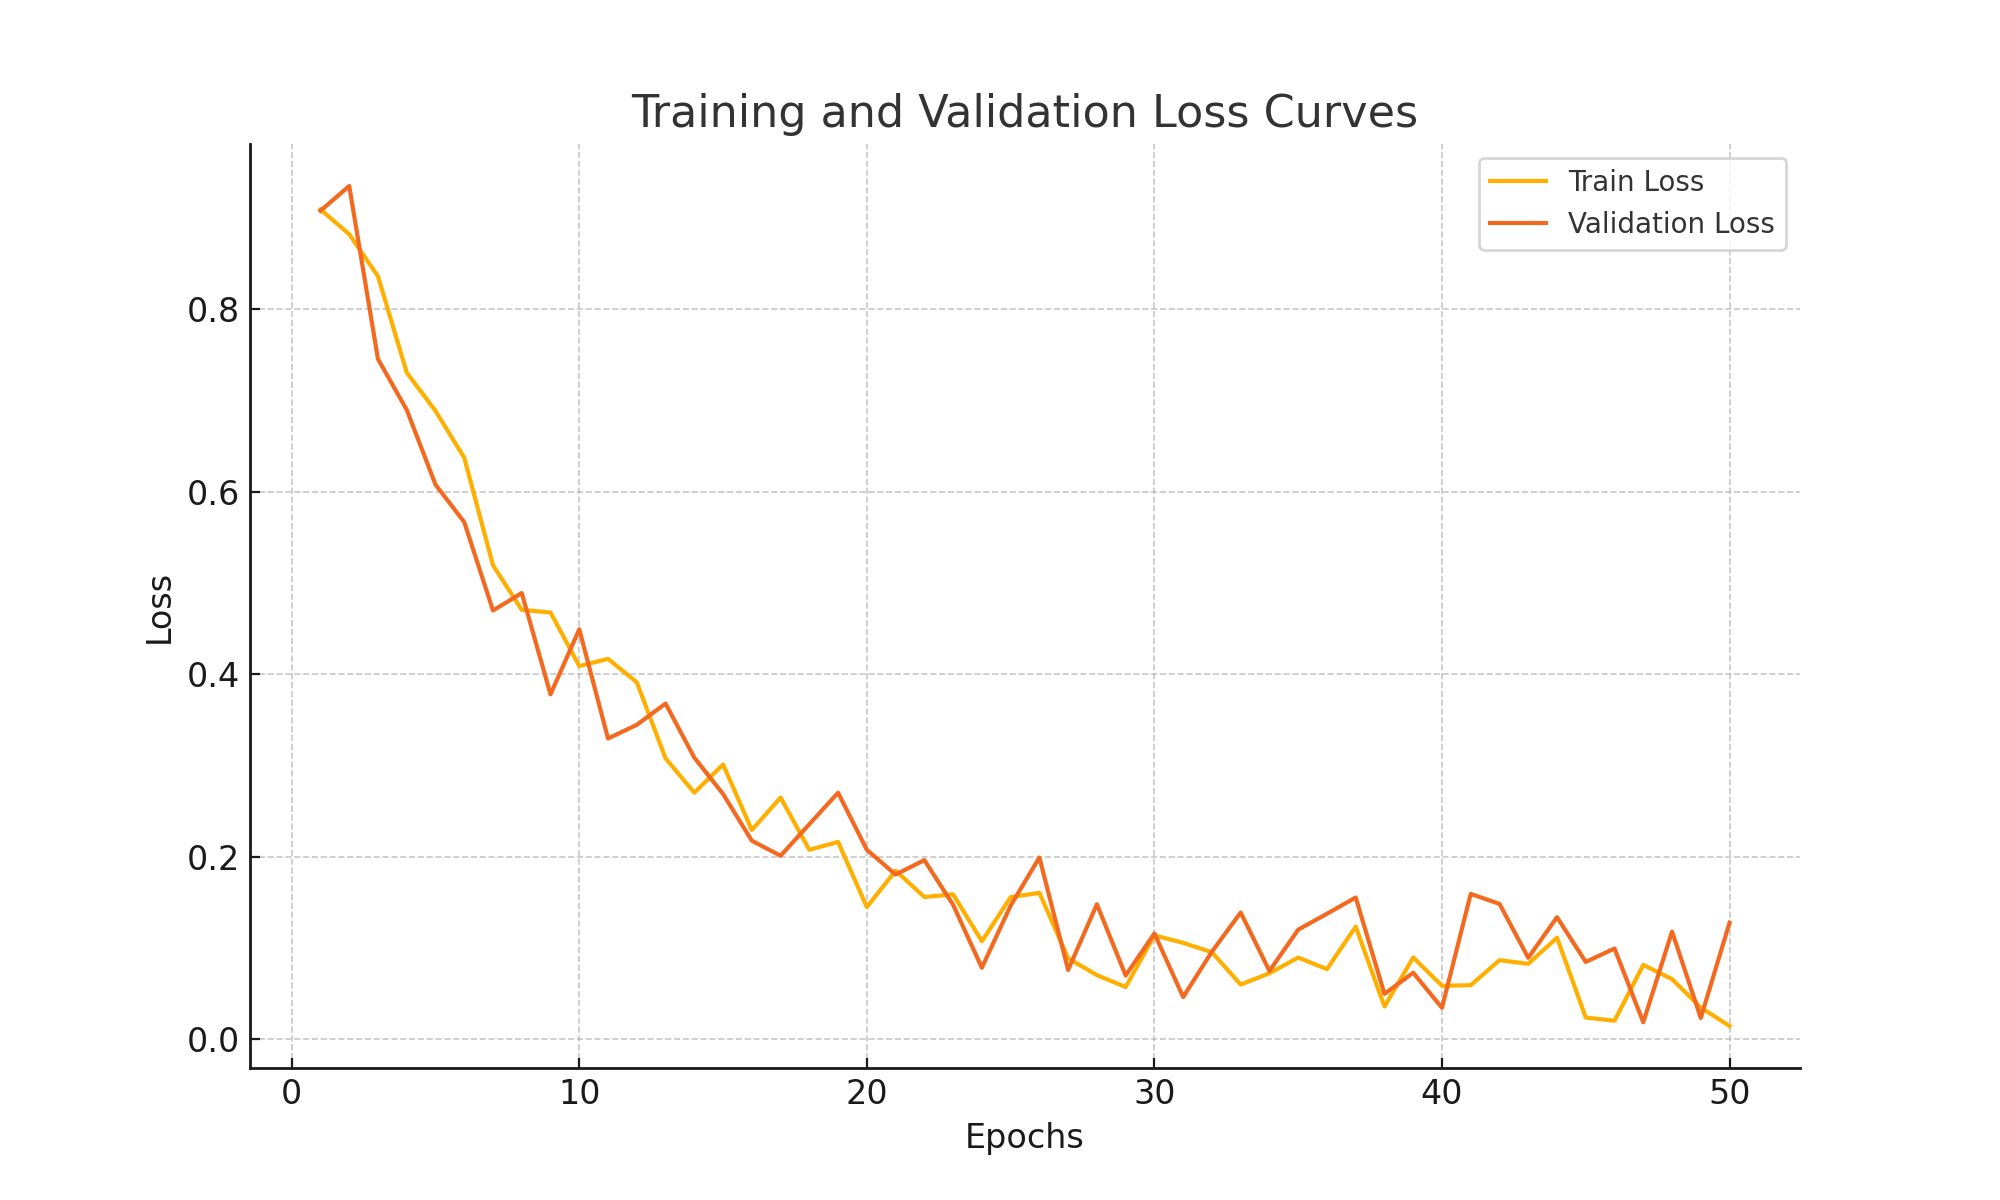 Training and Validation Loss Curves
Train Loss
Validation Loss
0.8
0.6
0.4
0.2
0.0
Loss
0 10 20 30 40 50
Epochs